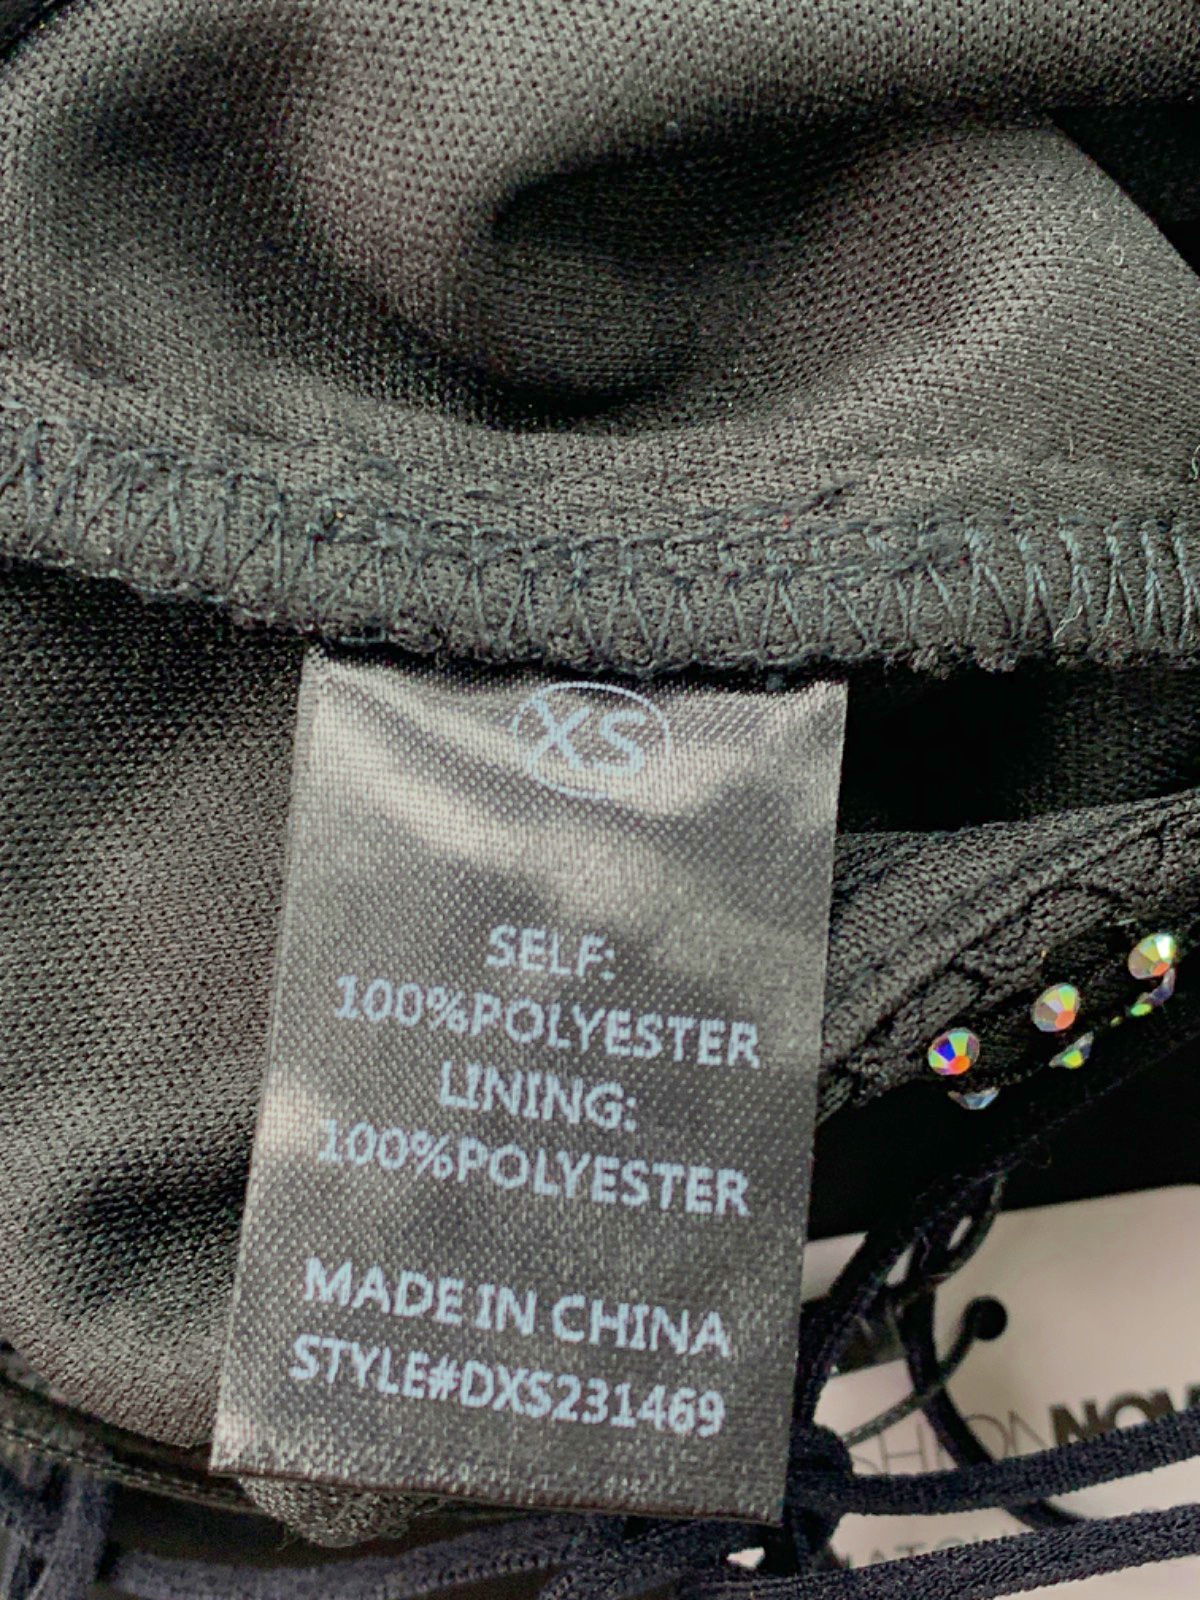 XS
SELF:
100%POLYESTER
LINING:
100%POLYESTER
MADE IN CHINA
STYLE#DXS231469